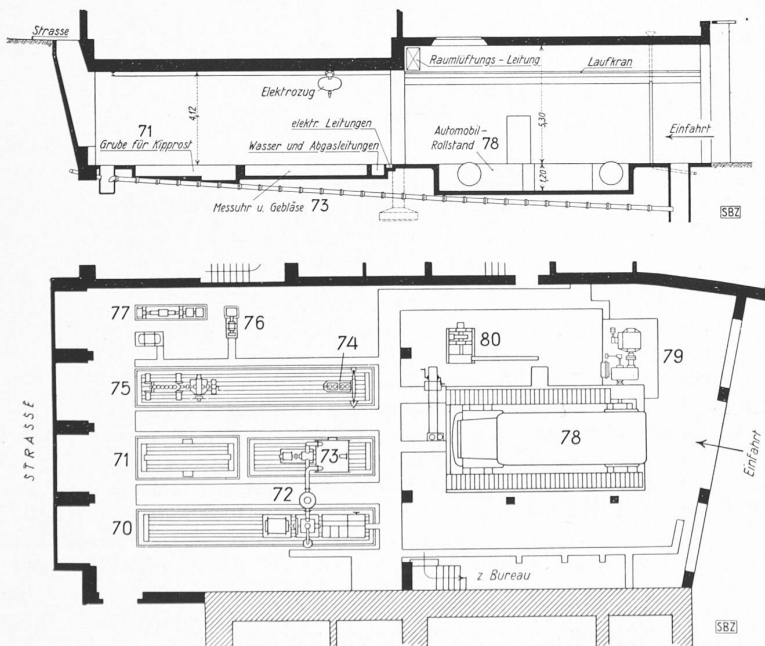 Strasse
Raumlüftungs-Leitung
Laufkran
Elektrozug
4,12
5,30
elektr. Leitungen
71
Grube für Kipprost
Wasser und Abgasleitungen
Automobil-
Rollstand
78
Einfahrt
1,20
Messuhr u. Gebläse
73
SBZ
77
76
74
80
79
75
STRASSE
71
73
78
72
Einfahrt
70
z Bureau
SBZ